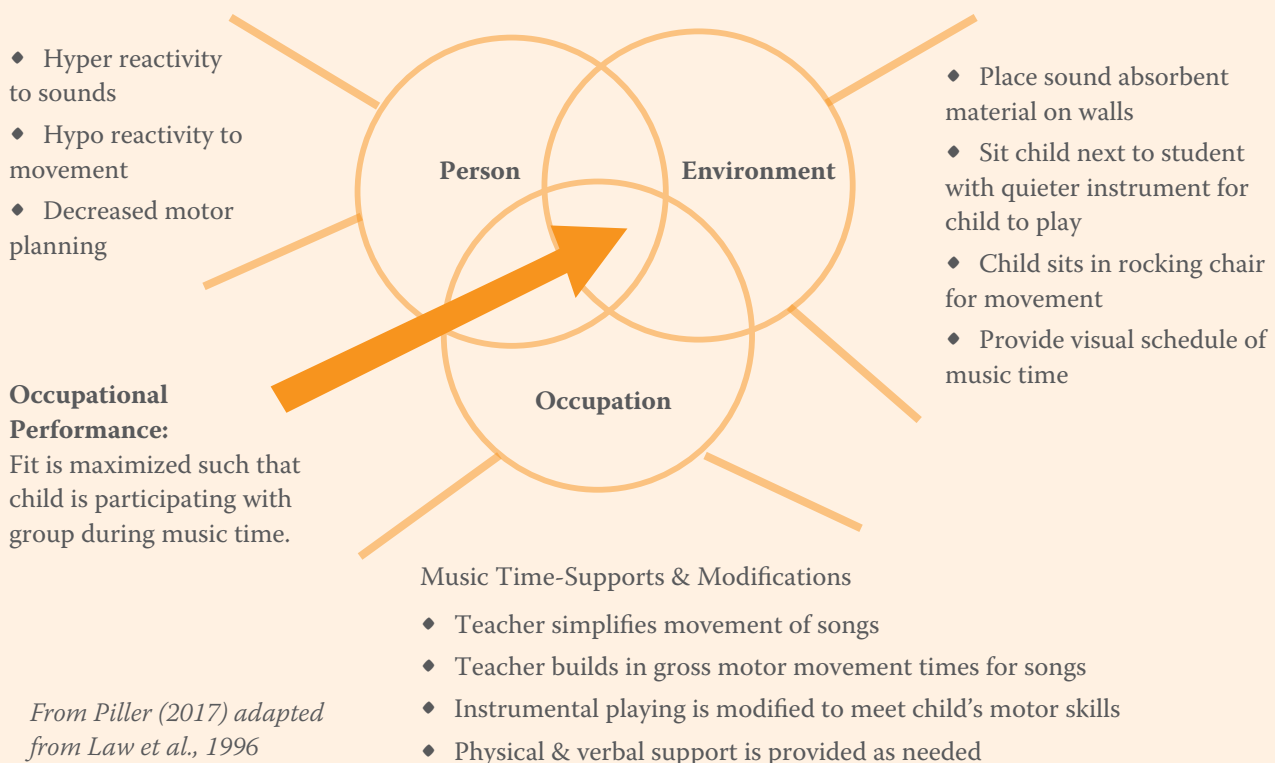 ◆ Hyper reactivity
to sounds
◆ Hypo reactivity to
movement
◆ Decreased motor
planning
Person
Environment
Occupation
◆ Place sound absorbent
material on walls
◆ Sit child next to student
with quieter instrument for
child to play
◆ Child sits in rocking chair
for movement
◆ Provide visual schedule of
music time
Occupational
Performance:
Fit is maximized such that
child is participating with
group during music time.
Music Time-Supports & Modifications
◆ Teacher simplifies movement of songs
◆ Teacher builds in gross motor movement times for songs
◆ Instrumental playing is modified to meet child's motor skills
◆ Physical & verbal support is provided as needed
From Piller (2017) adapted
from Law et al., 1996